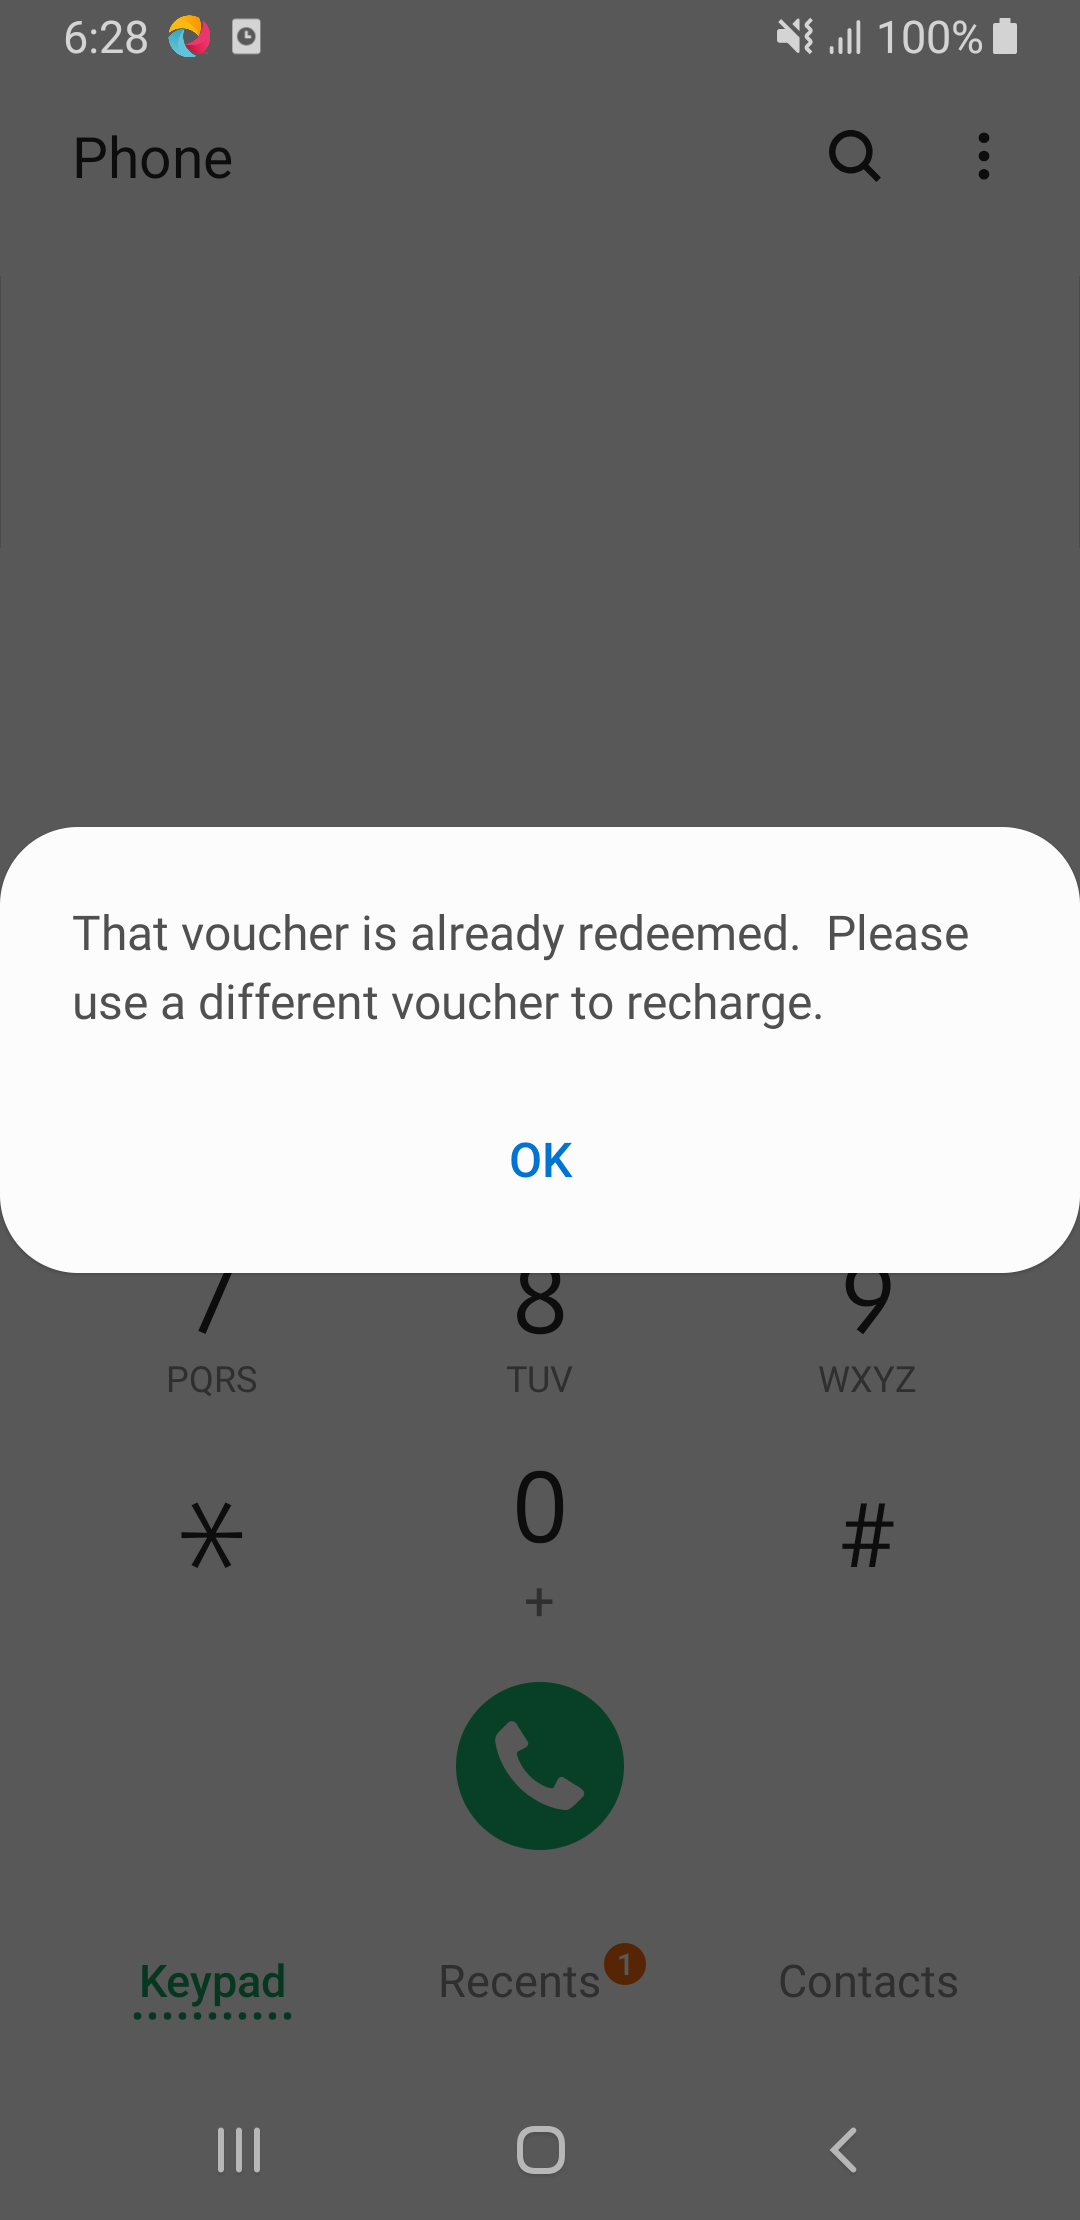 6:28 100%
Phone
That voucher is already redeemed.  Please
use a different voucher to recharge.
OK
7 8 9
PQRS TUV WXYZ
* 0 #
+
Keypad Recents 1 Contacts